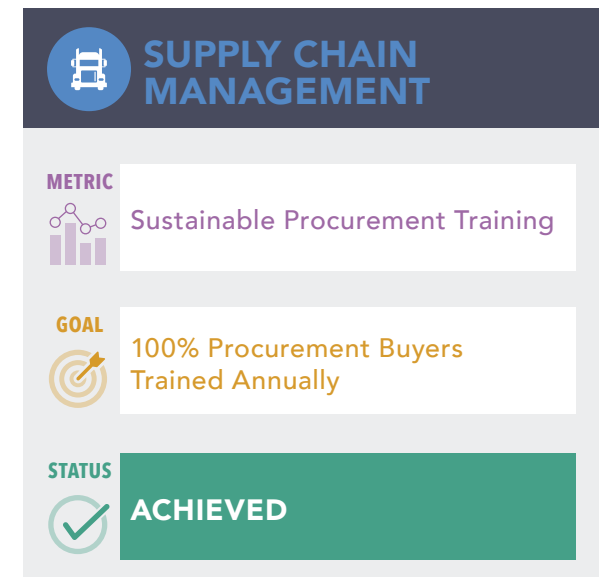 SUPPLY CHAIN
MANAGEMENT
METRIC
Sustainable Procurement Training
GOAL
100% Procurement Buyers
Trained Annually
STATUS
ACHIEVED